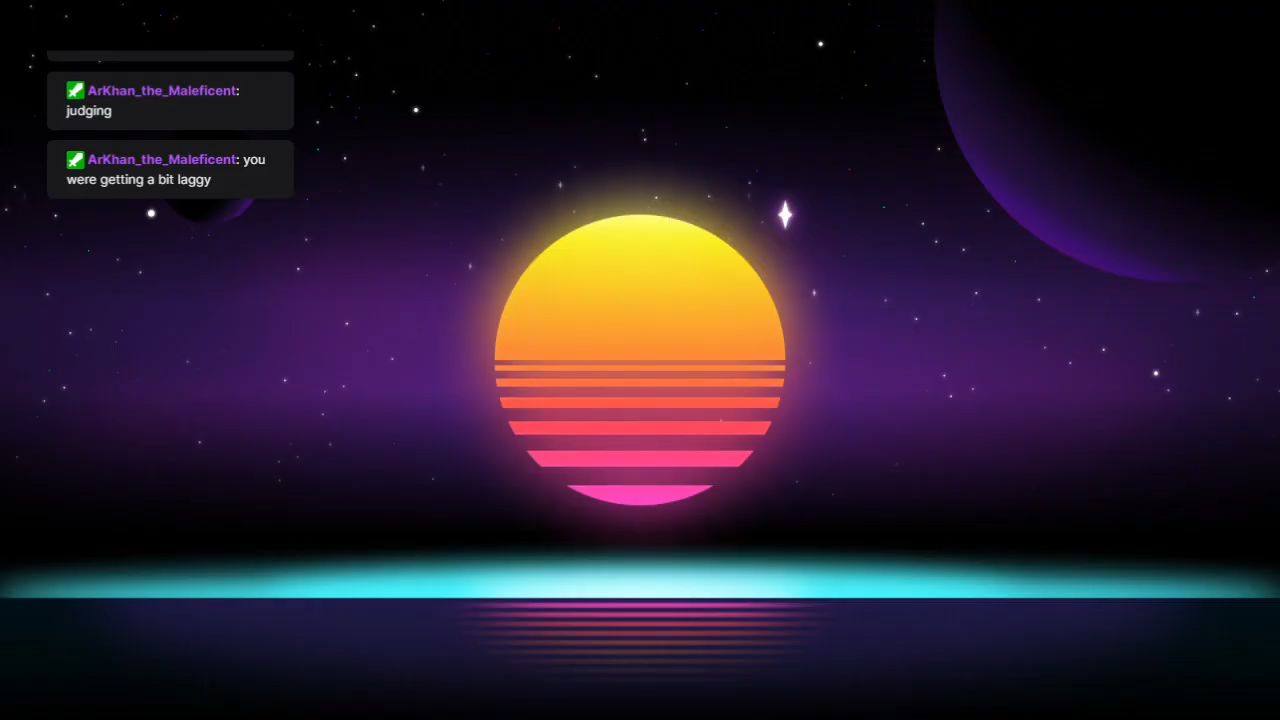 ArKhan_the_Maleficent:
judging
ArKhan_the_Maleficent: you
were getting a bit laggy